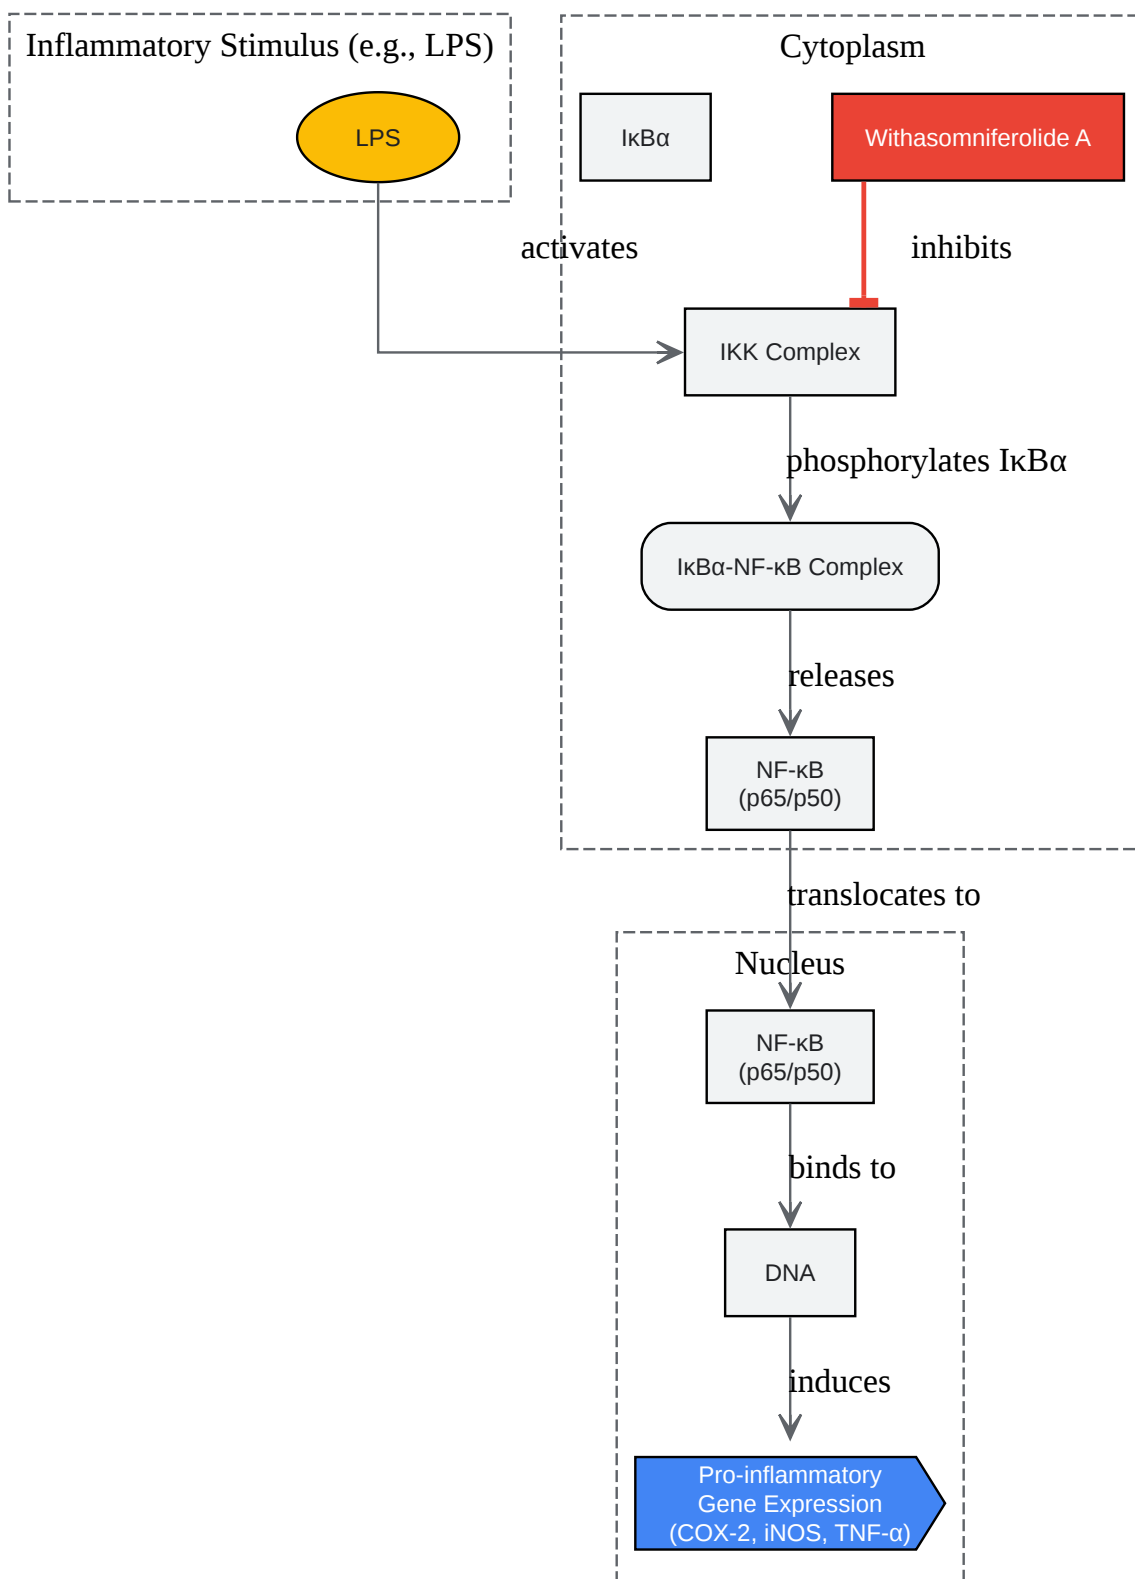 Inflammatory Stimulus (e.g., LPS)
Cytoplasm
LPS
IκBα
Withasomniferolide A
activates
inhibits
IKK Complex
phosphorylates IκBα
IκBα-NF-κB Complex
releases
NF-κB
(p65/p50)
translocates to
Nucleus
NF-κB
(p65/p50)
binds to
DNA
induces
Pro-inflammatory
Gene Expression
(COX-2, iNOS, TNF-α)